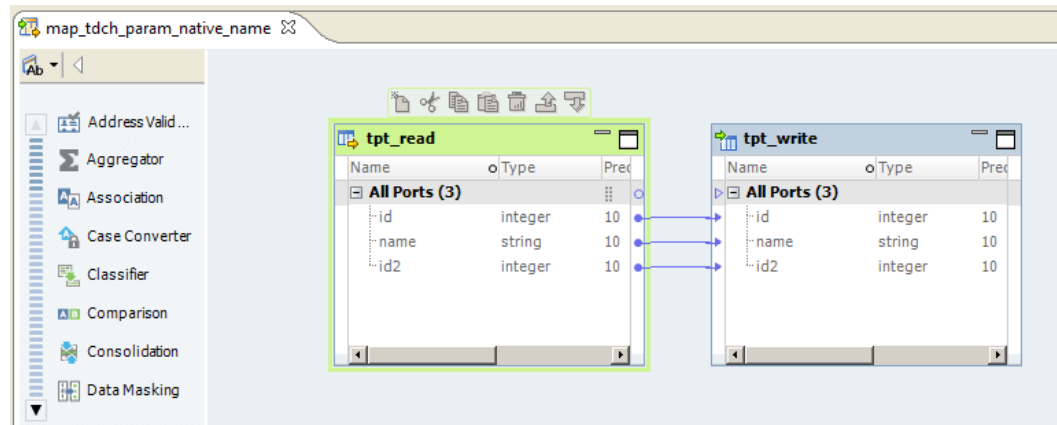 map_tdch_param_native_name
Ab
Address Valid...
Aggregator
Association
Case Converter
Classifier
Comparison
Consolidation
Data Masking
tpt_read
Name Type Prec
All Ports (3)
id integer 10
name string 10
id2 integer 10
tpt_write
Name Type Prec
All Ports (3)
id integer 10
name string 10
id2 integer 10